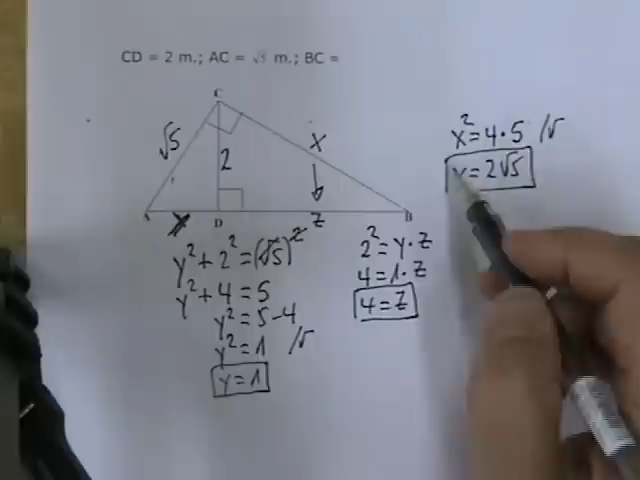 CD = 2 m.; AC = √5 m.; BC =
C
√5
2
x
A
y
D
z
B
y² + 2² = (√5)²
y² + 4 = 5
y² = 5 - 4
y² = 1 /√
y = 1
2² = y · z
4 = 1 · z
4 = z
x² = 4 · 5 /√
x = 2√5